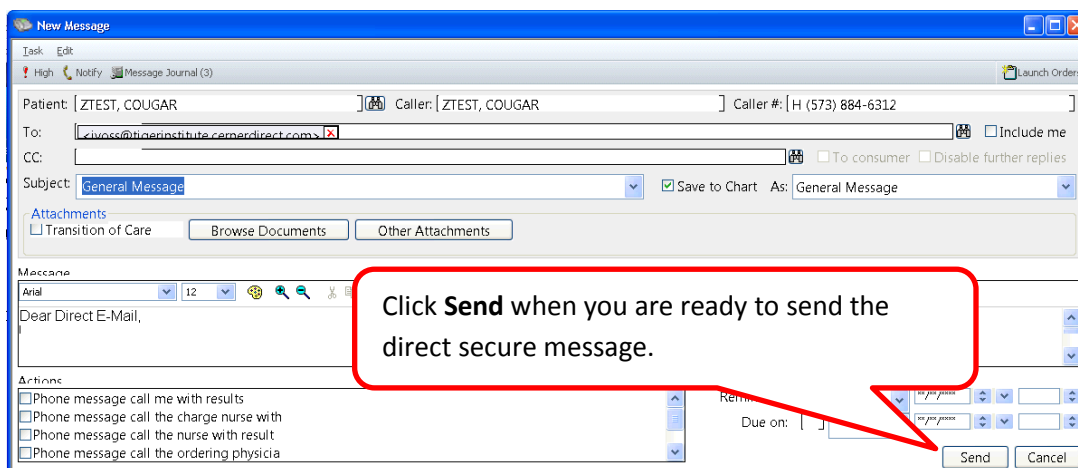 New Message
Task Edit
High Notify Message Journal (3) Launch Orders
Patient: ZTEST, COUGAR Caller: ZTEST, COUGAR Caller #: H (573) 884-6312
To: <ivoss@tigerinstitute.cernerdirect.com> Include me
CC: To consumer Disable further replies
Subject: General Message Save to Chart As: General Message
Attachments
Transition of Care Browse Documents Other Attachments
Message
Arial 12
Dear Direct E-Mail,
Click Send when you are ready to send the
direct secure message.
Actions
Phone message call me with results
Phone message call the charge nurse with
Phone message call the nurse with result
Phone message call the ordering physicia
**/**/****
Due on: **/**/****
Send Cancel